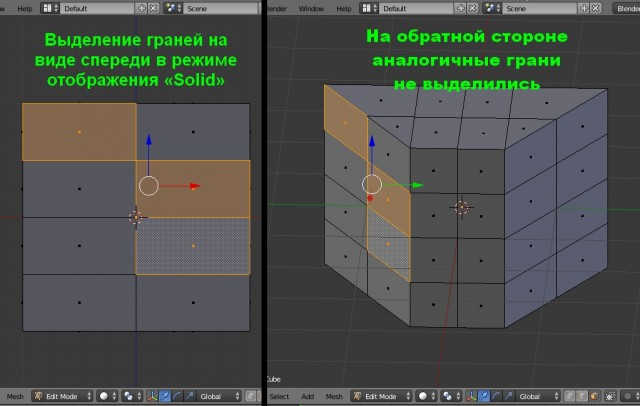 w Help Default Scene
Выделение граней на
виде спереди в режиме
отображения «Solid»
Mesh Edit Mode Global
Render Window Help Default Scene Blender
На обратной стороне
аналогичные грани
не выделились
Cube
Select Add Mesh Edit Mode Global